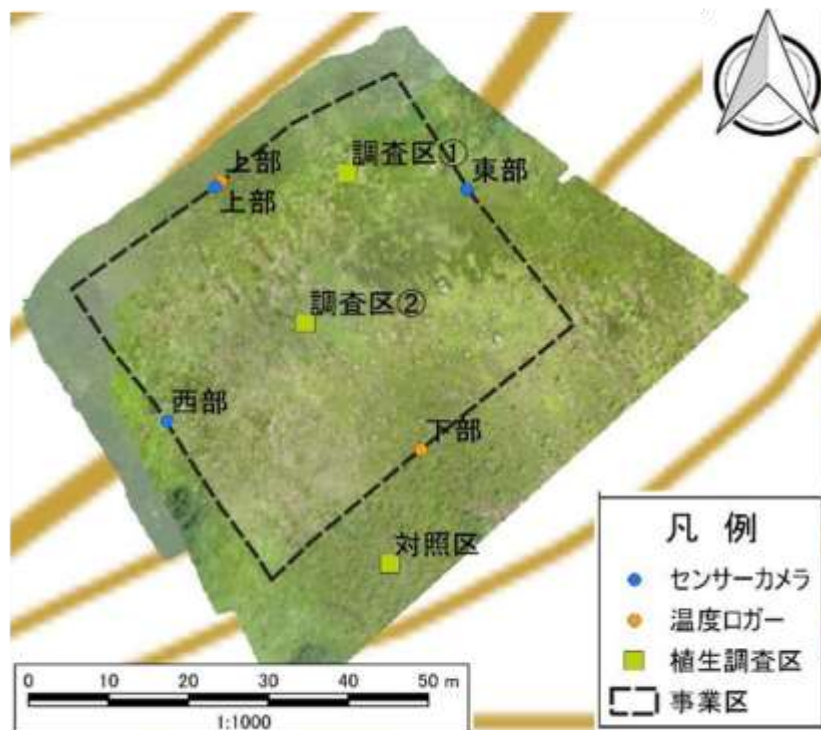 調査区①
上部
上部
東部
調査区②
西部
下部
対照区
凡 例
センサーカメラ
温度ロガー
植生調査区
事業区
0 10 20 30 40 50 m
1:1000